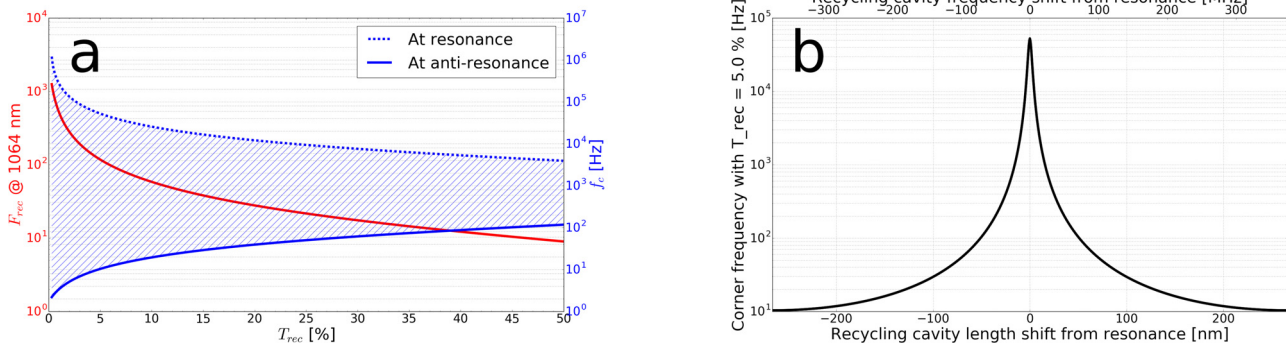 a
At resonance
At anti-resonance
10^4
10^3
10^2
10^1
10^0
F_rec @ 1064 nm
0 5 10 15 20 25 30 35 40 45 50
T_rec [%]
10^7
10^6
10^5
10^4
10^3
10^2
10^1
10^0
f_c [Hz]
Recycling cavity frequency shift from resonance [MHz]
−300 −200 −100 0 100 200 300
b
Corner frequency with T_rec = 5.0 % [Hz]
10^5
10^4
10^3
10^2
10^1
−200 −100 0 100 200
Recycling cavity length shift from resonance [nm]